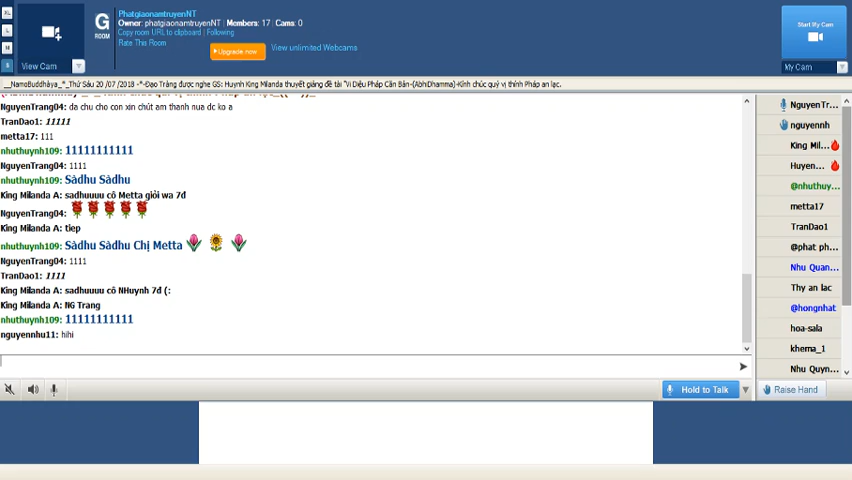 XL
L
M
S
View Cam
G
ROOM
PhatgiaonamtruyenNT
Owner: phatgiaonamtruyenNT | Members: 17 | Cams: 0
Copy room URL to clipboard | Following
Rate This Room
Upgrade now
View unlimited Webcams
Start My Cam
My Cam
__NamoBuddhàya_*_Thứ Sáu 20 /07 /2018 -*-Đạo Tràng được nghe GS: Huynh King Milanda thuyết giảng đề tài "Vi Diệu Pháp Căn Bản-(AbhiDhamma)-Kính chúc quý vị thính Pháp an lạc.
NguyenTrang04: da chu cho con xin chút am thanh nua dc ko a
TranDao1: 11111
metta17: 111
nhuthuynh109: 11111111111
NguyenTrang04: 1111
nhuthuynh109: Sàdhu Sàdhu
King Milanda A: sadhuuuu cô Metta giỏi wa 7đ
NguyenTrang04:
King Milanda A: tiep
nhuthuynh109: Sàdhu Sàdhu Chị Metta
NguyenTrang04: 1111
TranDao1: 1111
King Milanda A: sadhuuuu cô NHuynh 7đ (:
King Milanda A: NG Trang
nhuthuynh109: 11111111111
nguyennhu11: hihi
NguyenTr...
nguyennh
King Mil...
Huyen...
@nhuthuy...
metta17
TranDao1
@phat ph...
Nhu Quan...
Thy an lac
@hongnhat
hoa-sala
khema_1
Nhu Quyn...
Hold to Talk
Raise Hand